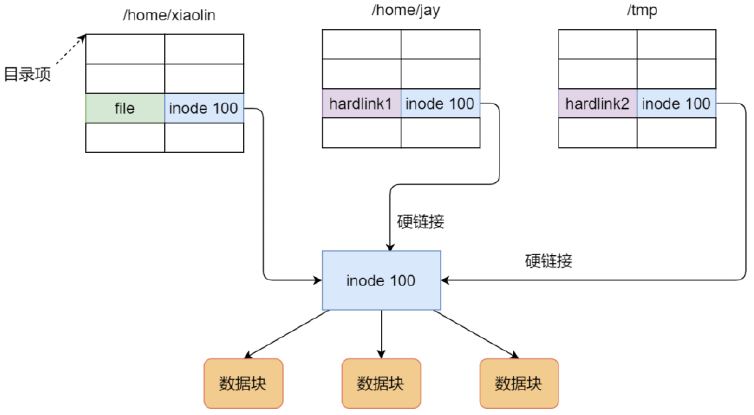 /home/xiaolin
/home/jay
/tmp
目录项
file
inode 100
hardlink1
inode 100
hardlink2
inode 100
硬链接
硬链接
inode 100
数据块
数据块
数据块